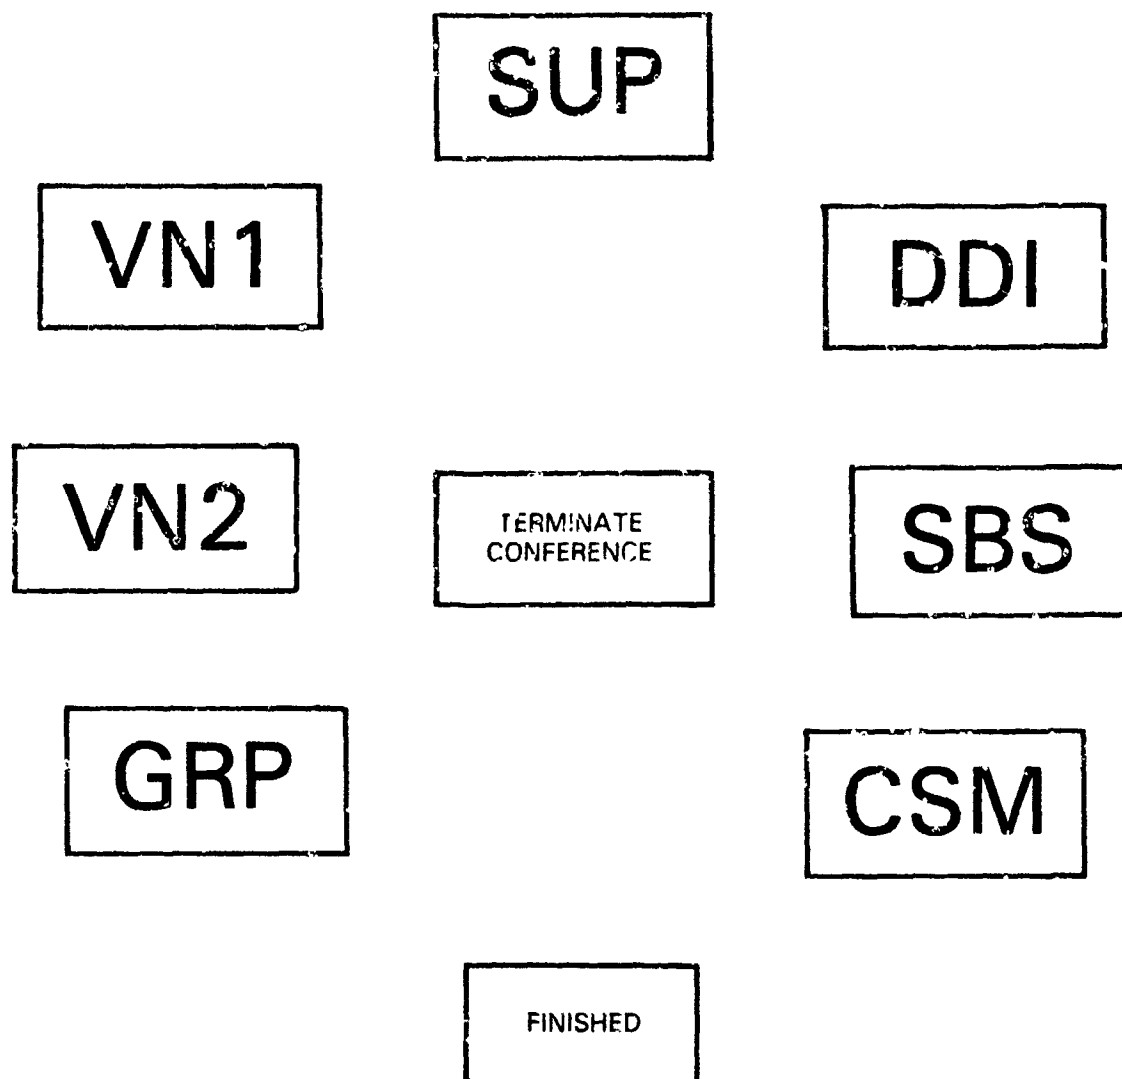 SUP
VN1
DDI
VN2
TERMINATE
CONFERENCE
SBS
GRP
CSM
FINISHED